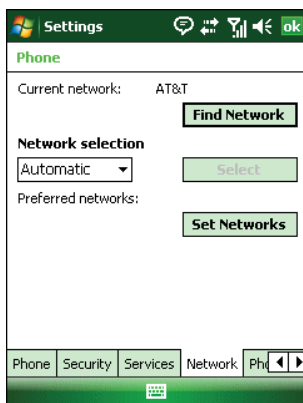 Settings ok
Phone
Current network: AT&T
Find Network
Network selection
Automatic Select
Preferred networks:
Set Networks
Phone Security Services Network